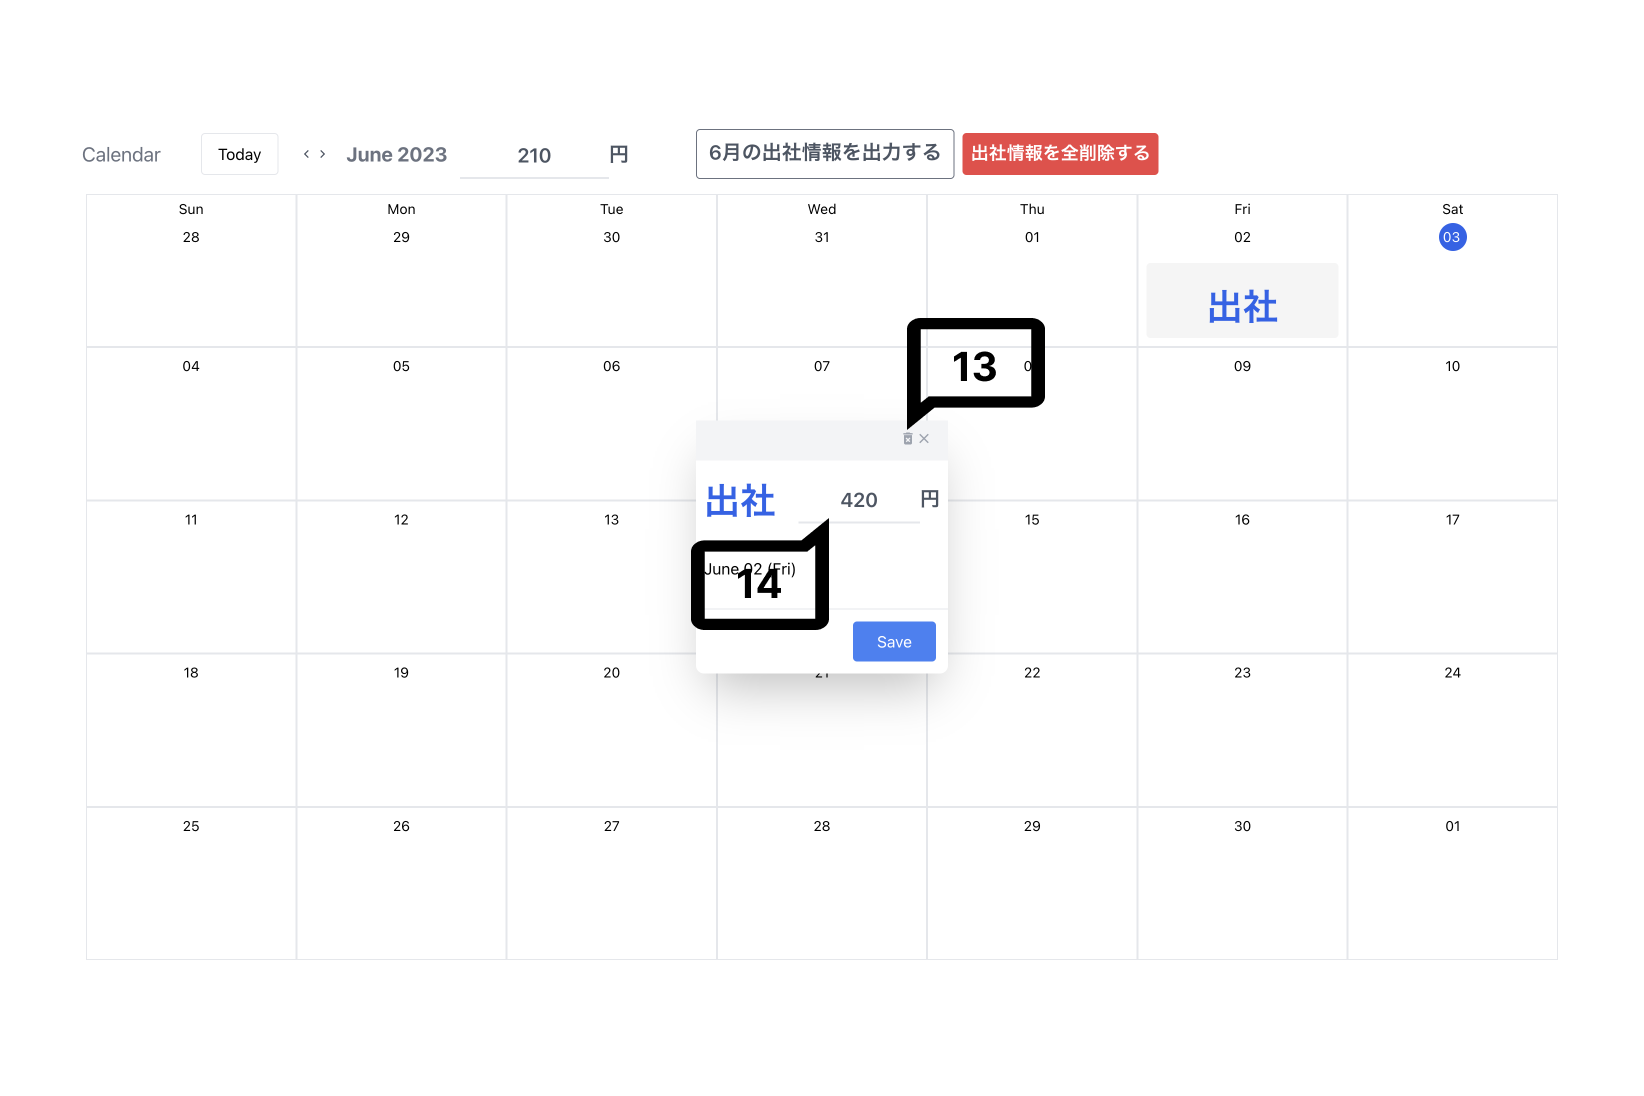 Calendar Today < > June 2023 210 円 6月の出社情報を出力する 出社情報を全削除する
Sun Mon Tue Wed Thu Fri Sat
28 29 30 31 01 02 03
出社
04 05 06 07 09 10
13
出社 420 円
11 12 13 15 16 17
June 02 (Fri)
14
Save
18 19 20 21 22 23 24
25 26 27 28 29 30 01